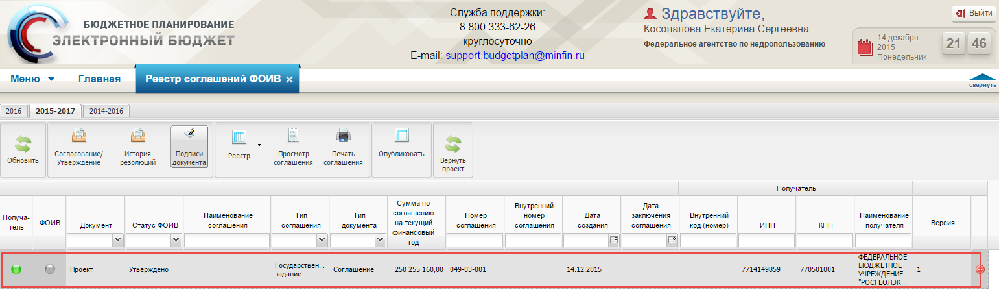 БЮДЖЕТНОЕ ПЛАНИРОВАНИЕ
ЭЛЕКТРОННЫЙ БЮДЖЕТ
Служба поддержки:
8 800 333-62-26
круглосуточно
E-mail: support.budgetplan@minfin.ru
Здравствуйте,
Косолапова Екатерина Сергеевна
Федеральное агентство по недропользованию
Выйти
14 декабря
2015
Понедельник
21 46
Меню Главная Реестр соглашений ФОИВ
свернуть
2016 2015-2017 2014-2016
Обновить
Согласование/
Утверждение
История
резолюций
Подписи
документа
Реестр
Просмотр
соглашения
Печать
соглашения
Опубликовать
Вернуть
проект
Получатель
Получа-
тель
ФОИВ
Документ
Статус ФОИВ
Наименование
соглашения
Тип
соглашения
Тип
документа
Сумма по
соглашению
на текущий
финансовый
год
Номер
соглашения
Внутренний
номер
соглашения
Дата
создания
Дата
заключения
соглашения
Внутренний
код (номер)
ИНН
КПП
Наименование
получателя
Версия
Проект
Утверждено
Государствен...
задание
Соглашение
250 255 160,00
049-03-001
14.12.2015
7714149859
770501001
ФЕДЕРАЛЬНОЕ
БЮДЖЕТНОЕ
УЧРЕЖДЕНИЕ
"РОСГЕОЛЭК...
1